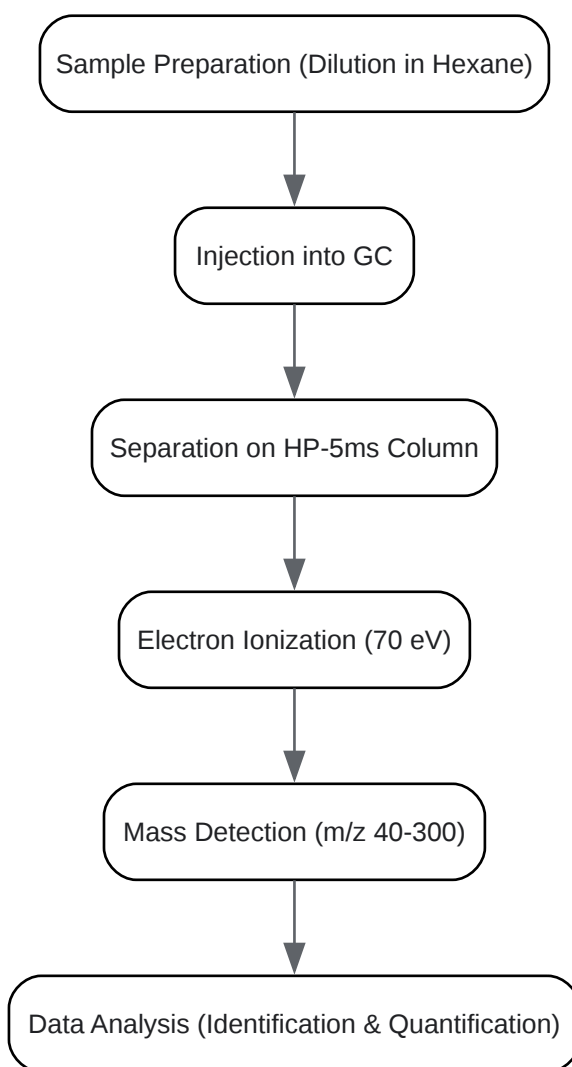 Sample Preparation (Dilution in Hexane)
Injection into GC
Separation on HP-5ms Column
Electron Ionization (70 eV)
Mass Detection (m/z 40-300)
Data Analysis (Identification & Quantification)